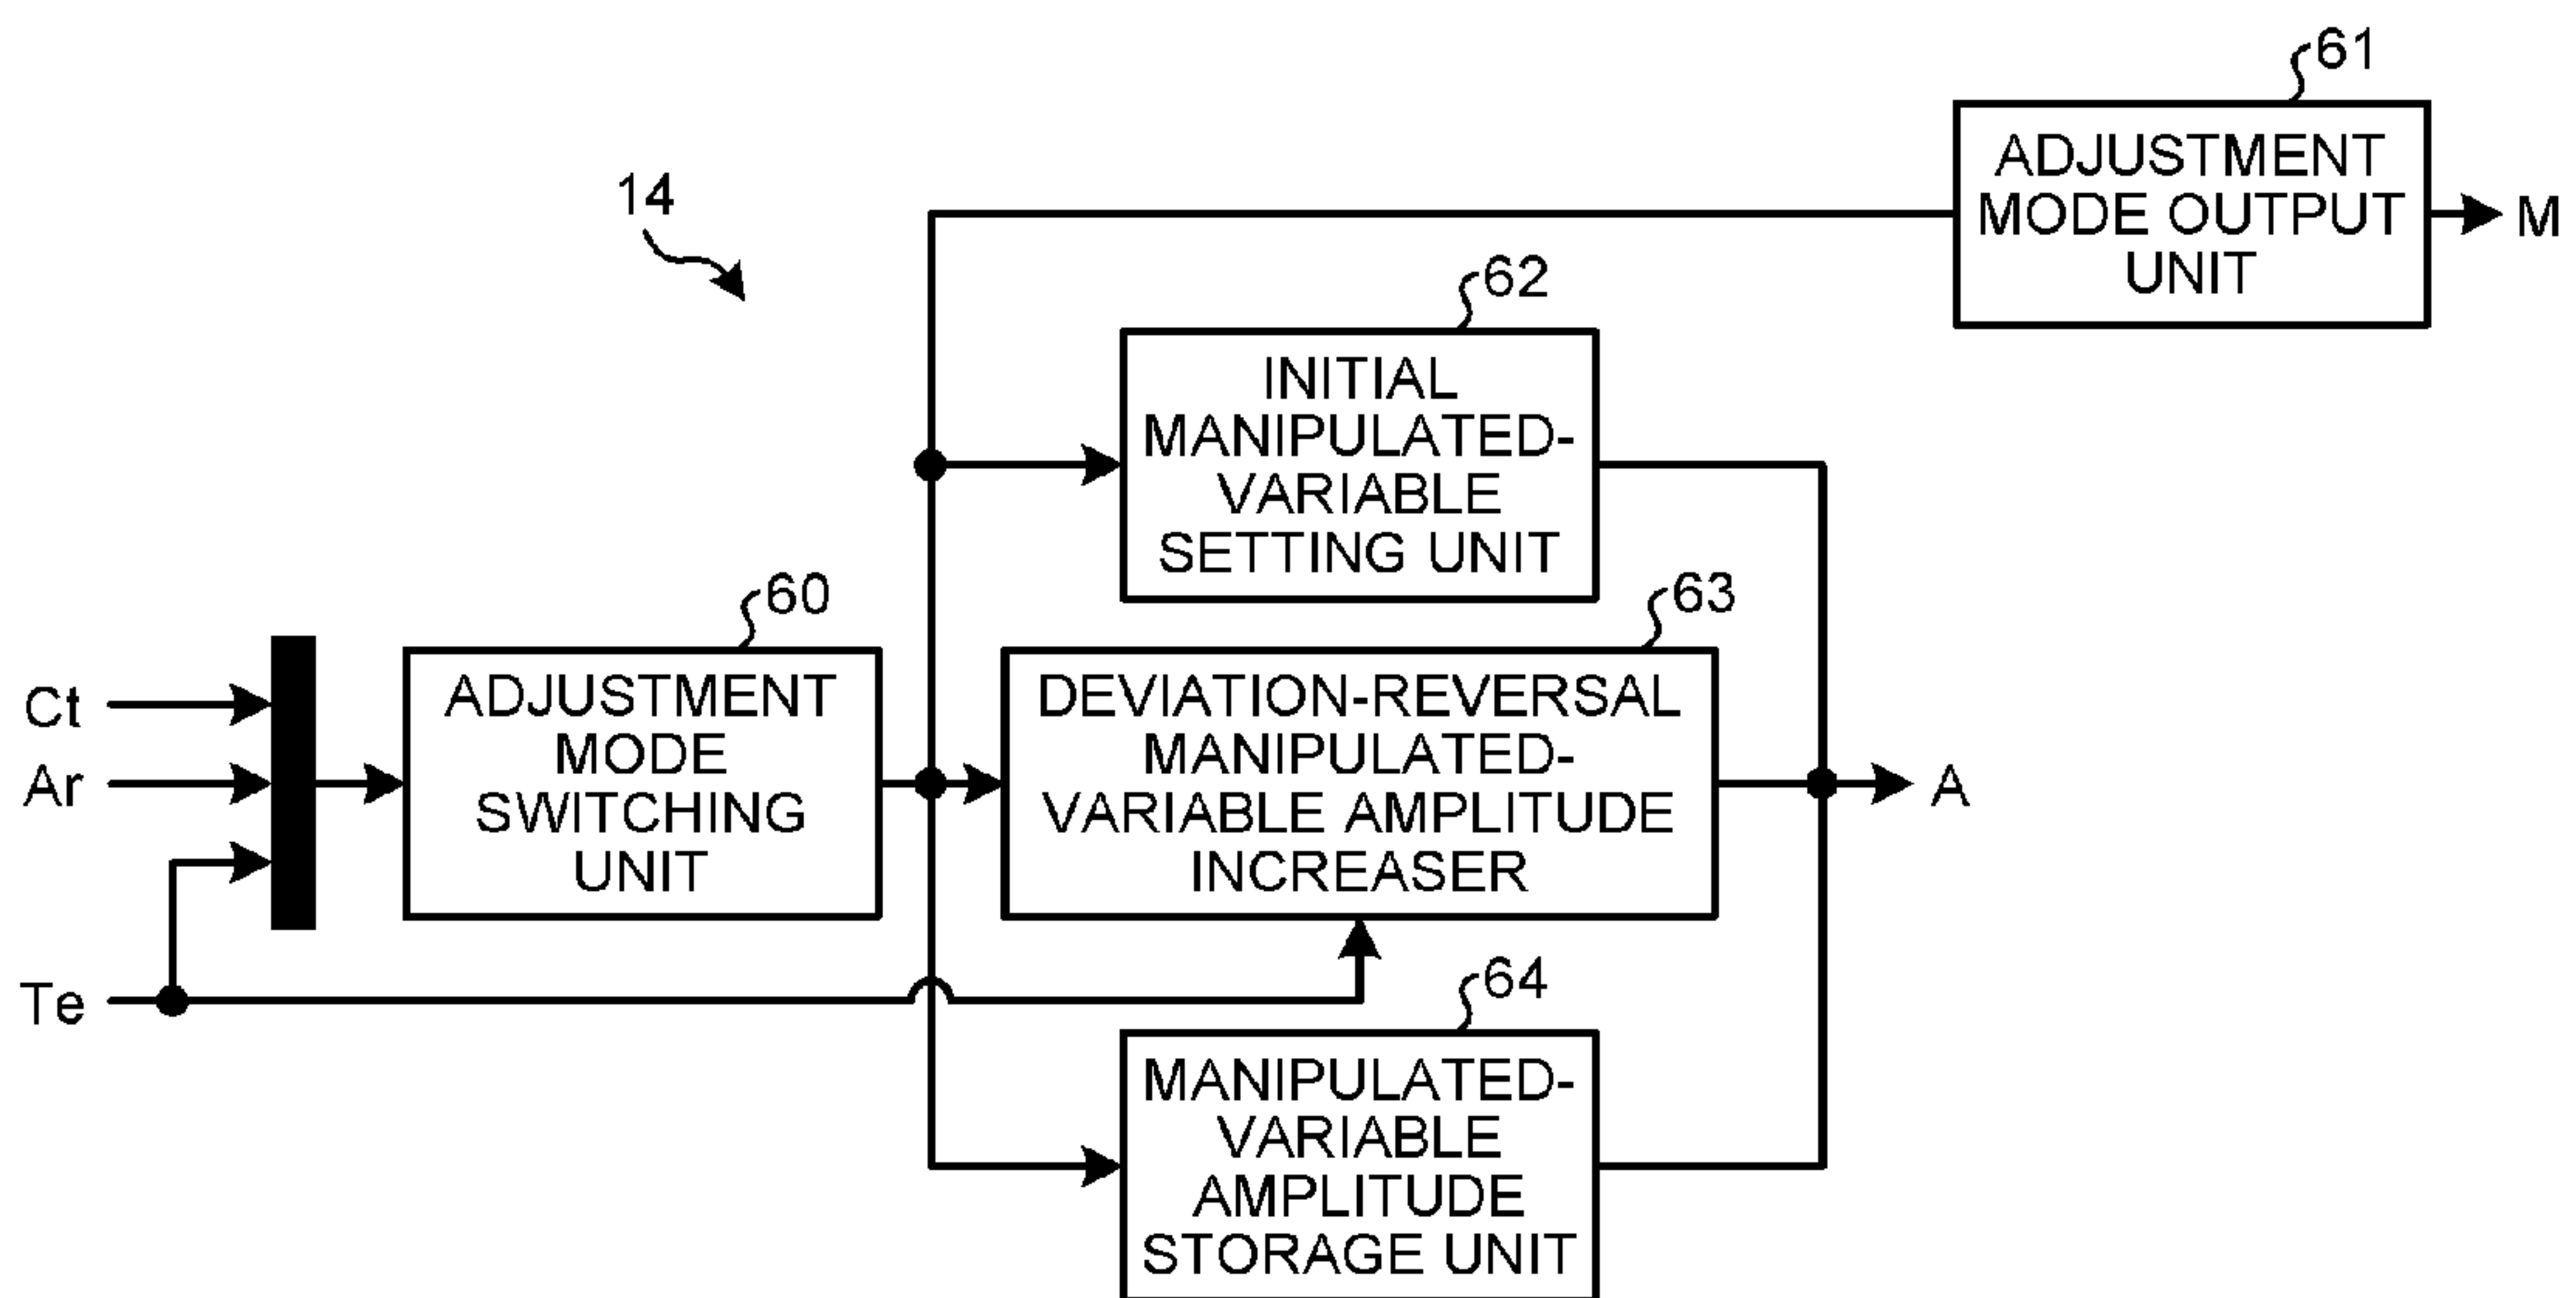 61
ADJUSTMENT
MODE OUTPUT
UNIT
M
14
62
INITIAL
MANIPULATED-
VARIABLE
SETTING UNIT
60
ADJUSTMENT
MODE
SWITCHING
UNIT
63
DEVIATION-REVERSAL
MANIPULATED-
VARIABLE AMPLITUDE
INCREASER
Ct
Ar
Te
A
64
MANIPULATED-
VARIABLE
AMPLITUDE
STORAGE UNIT